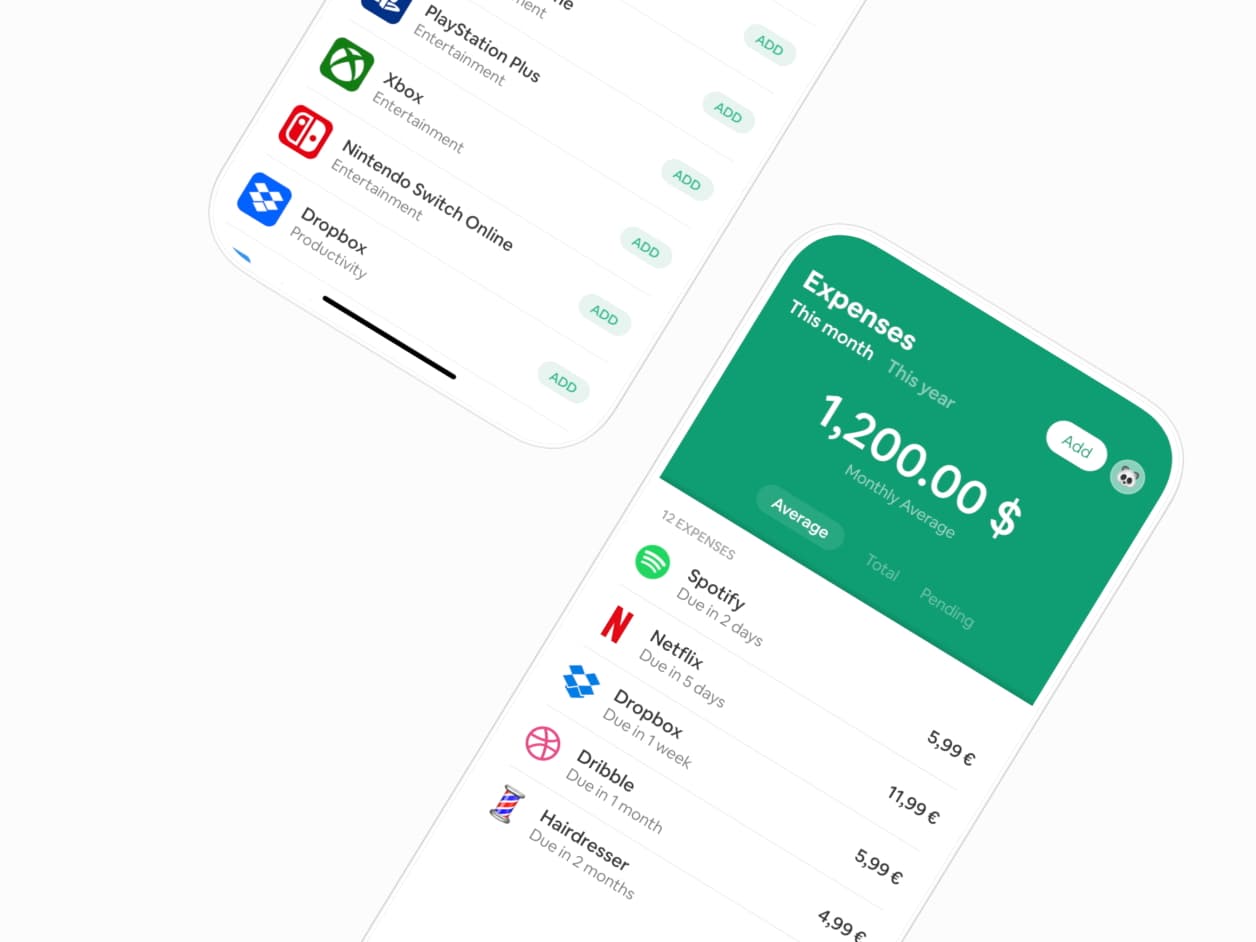 PlayStation Plus
Entertainment
ADD
Xbox
Entertainment
ADD
Nintendo Switch Online
Entertainment
ADD
Dropbox
Productivity
ADD
ADD
ADD
Expenses
This month This year
Add
1,200.00 $
Monthly Average
Average Total Pending
12 EXPENSES
Spotify
Due in 2 days
5,99 €
Netflix
Due in 5 days
11,99 €
Dropbox
Due in 1 week
5,99 €
Dribble
Due in 1 month
4,99 €
Hairdresser
Due in 2 months